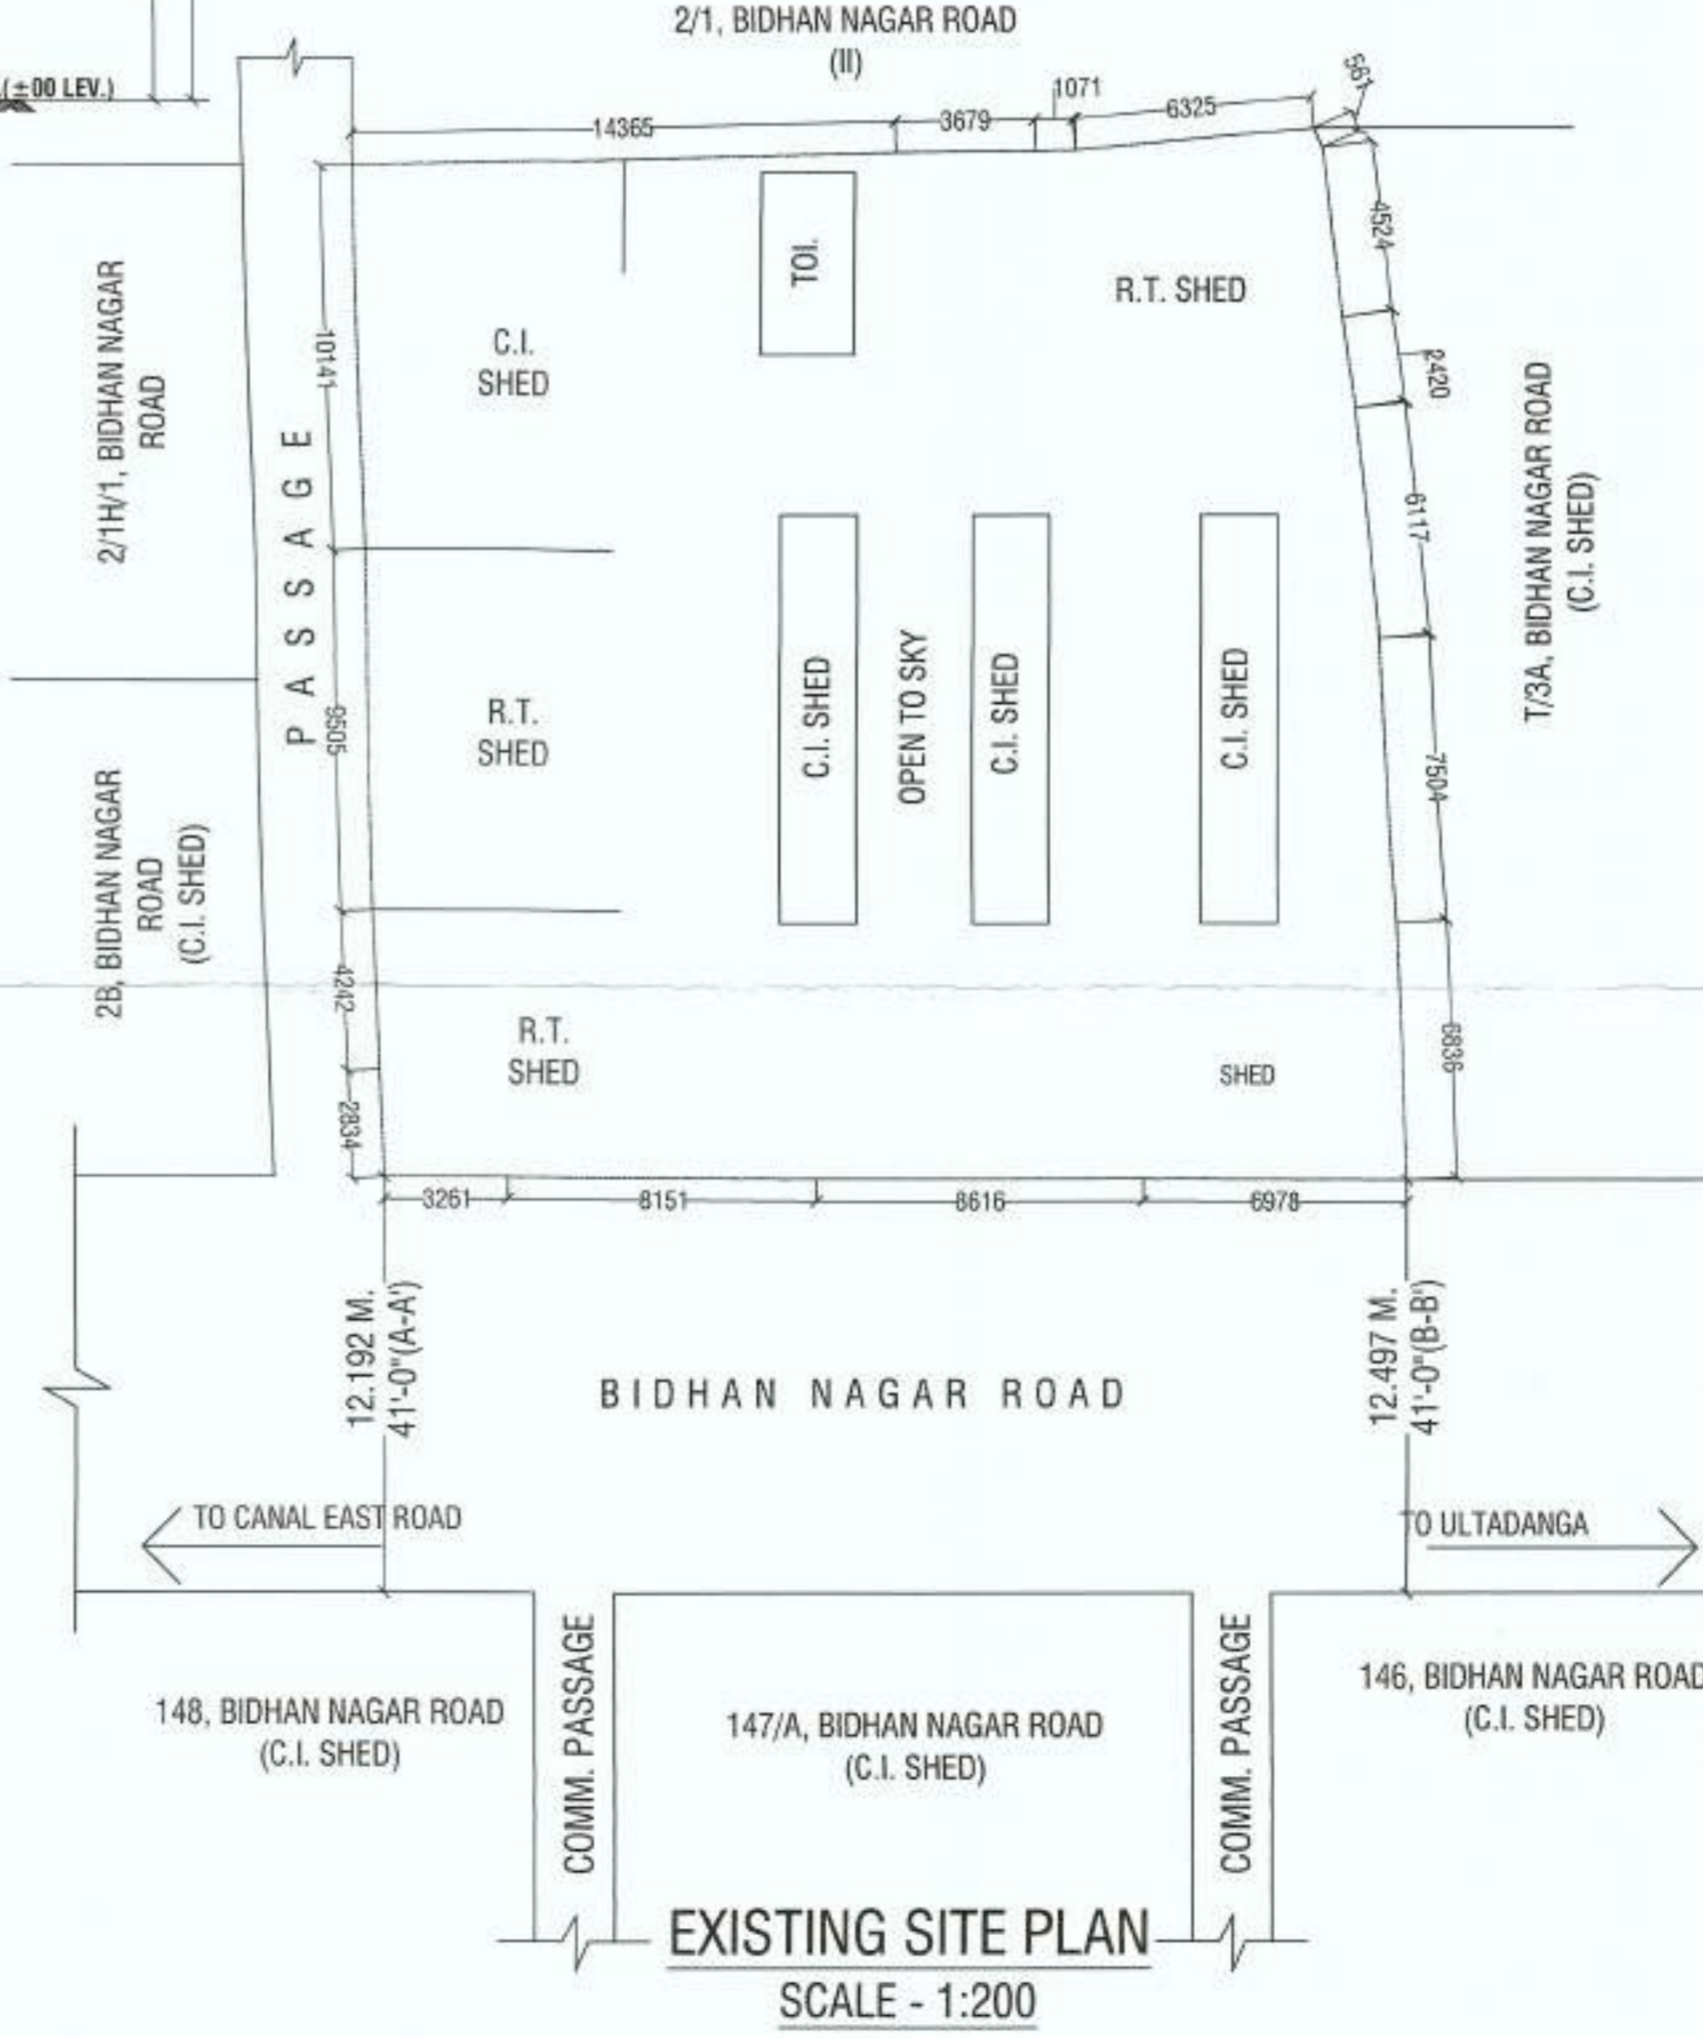 2/1, BIDHAN NAGAR ROAD
(II)
(±00 LEV.)
14365
3679
1071
6325
561
4524
2420
6117
7504
6836
10141
9505
4242
2834
2/1H/1, BIDHAN NAGAR
ROAD
PASSAGE
C.I.
SHED
TOI.
R.T. SHED
T/3A, BIDHAN NAGAR ROAD
(C.I. SHED)
2B, BIDHAN NAGAR
ROAD
(C.I. SHED)
R.T.
SHED
C.I. SHED
OPEN TO SKY
C.I. SHED
C.I. SHED
R.T.
SHED
SHED
3261
8151
8616
6978
12.192 M.
41'-0"(A-A')
BIDHAN NAGAR ROAD
12.497 M.
41'-0"(B-B')
TO CANAL EAST ROAD
TO ULTADANGA
148, BIDHAN NAGAR ROAD
(C.I. SHED)
COMM. PASSAGE
147/A, BIDHAN NAGAR ROAD
(C.I. SHED)
COMM. PASSAGE
146, BIDHAN NAGAR ROAD
(C.I. SHED)
EXISTING SITE PLAN
SCALE - 1:200